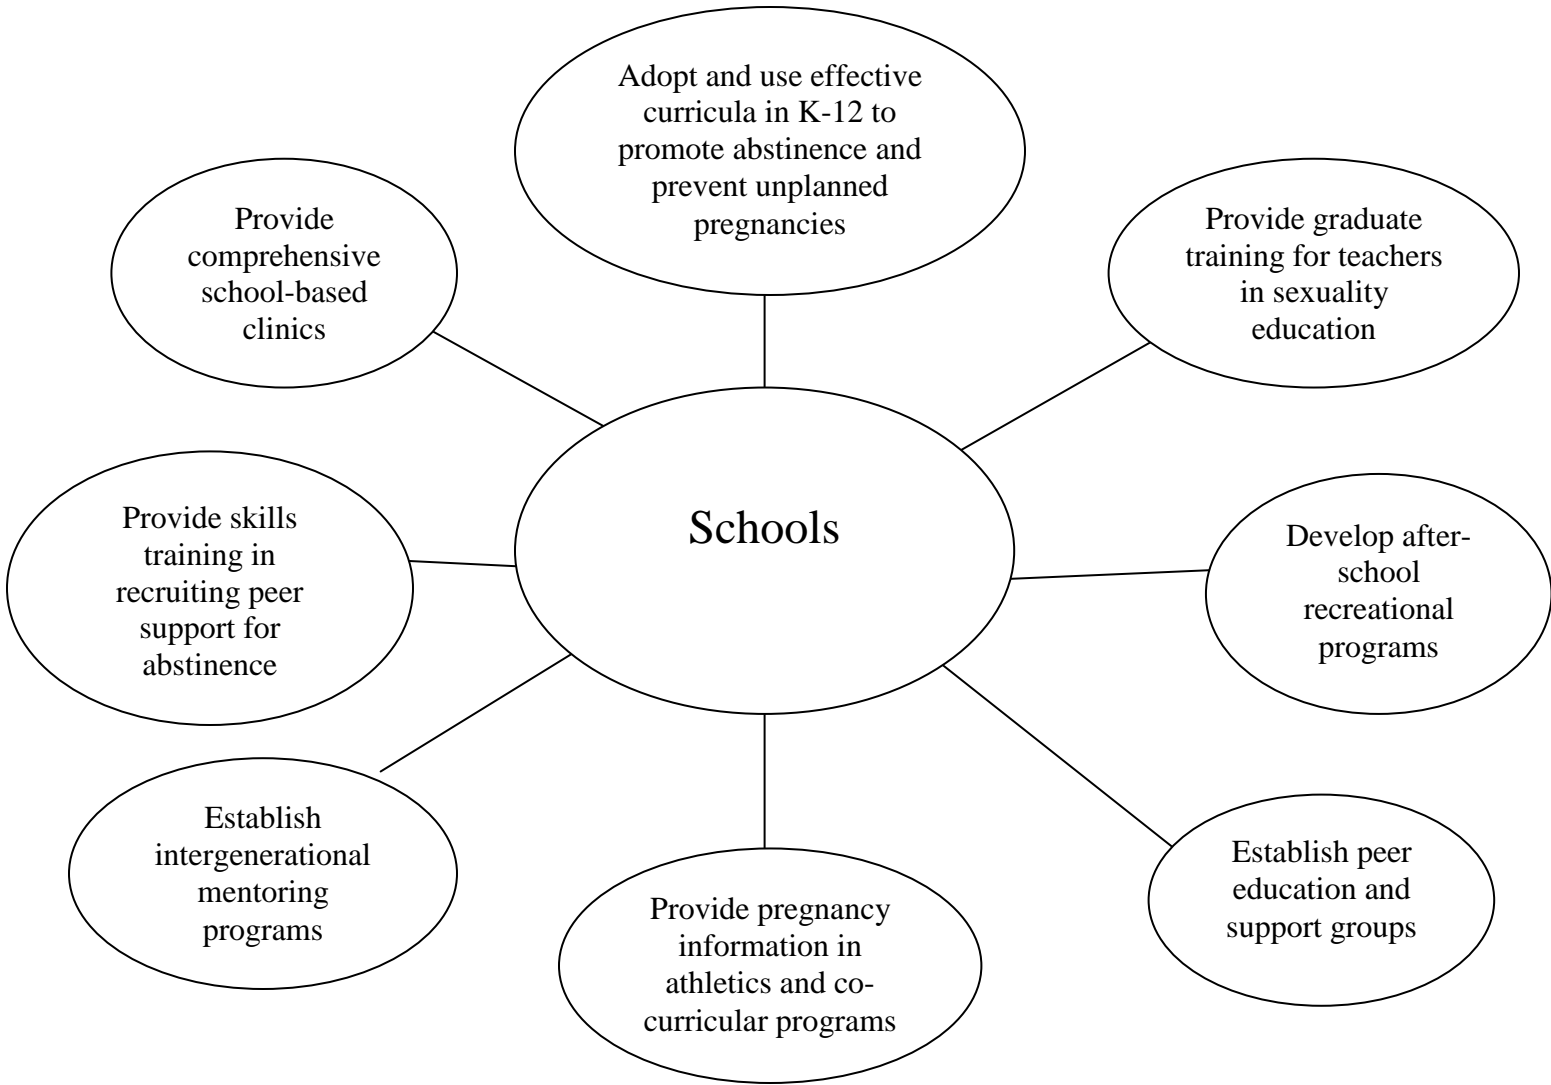 Adopt and use effective
curricula in K-12 to
promote abstinence and
prevent unplanned
pregnancies
Provide
comprehensive
school-based
clinics
Provide graduate
training for teachers
in sexuality
education
Provide skills
training in
recruiting peer
support for
abstinence
Schools
Develop after-
school
recreational
programs
Establish
intergenerational
mentoring
programs
Provide pregnancy
information in
athletics and co-
curricular programs
Establish peer
education and
support groups